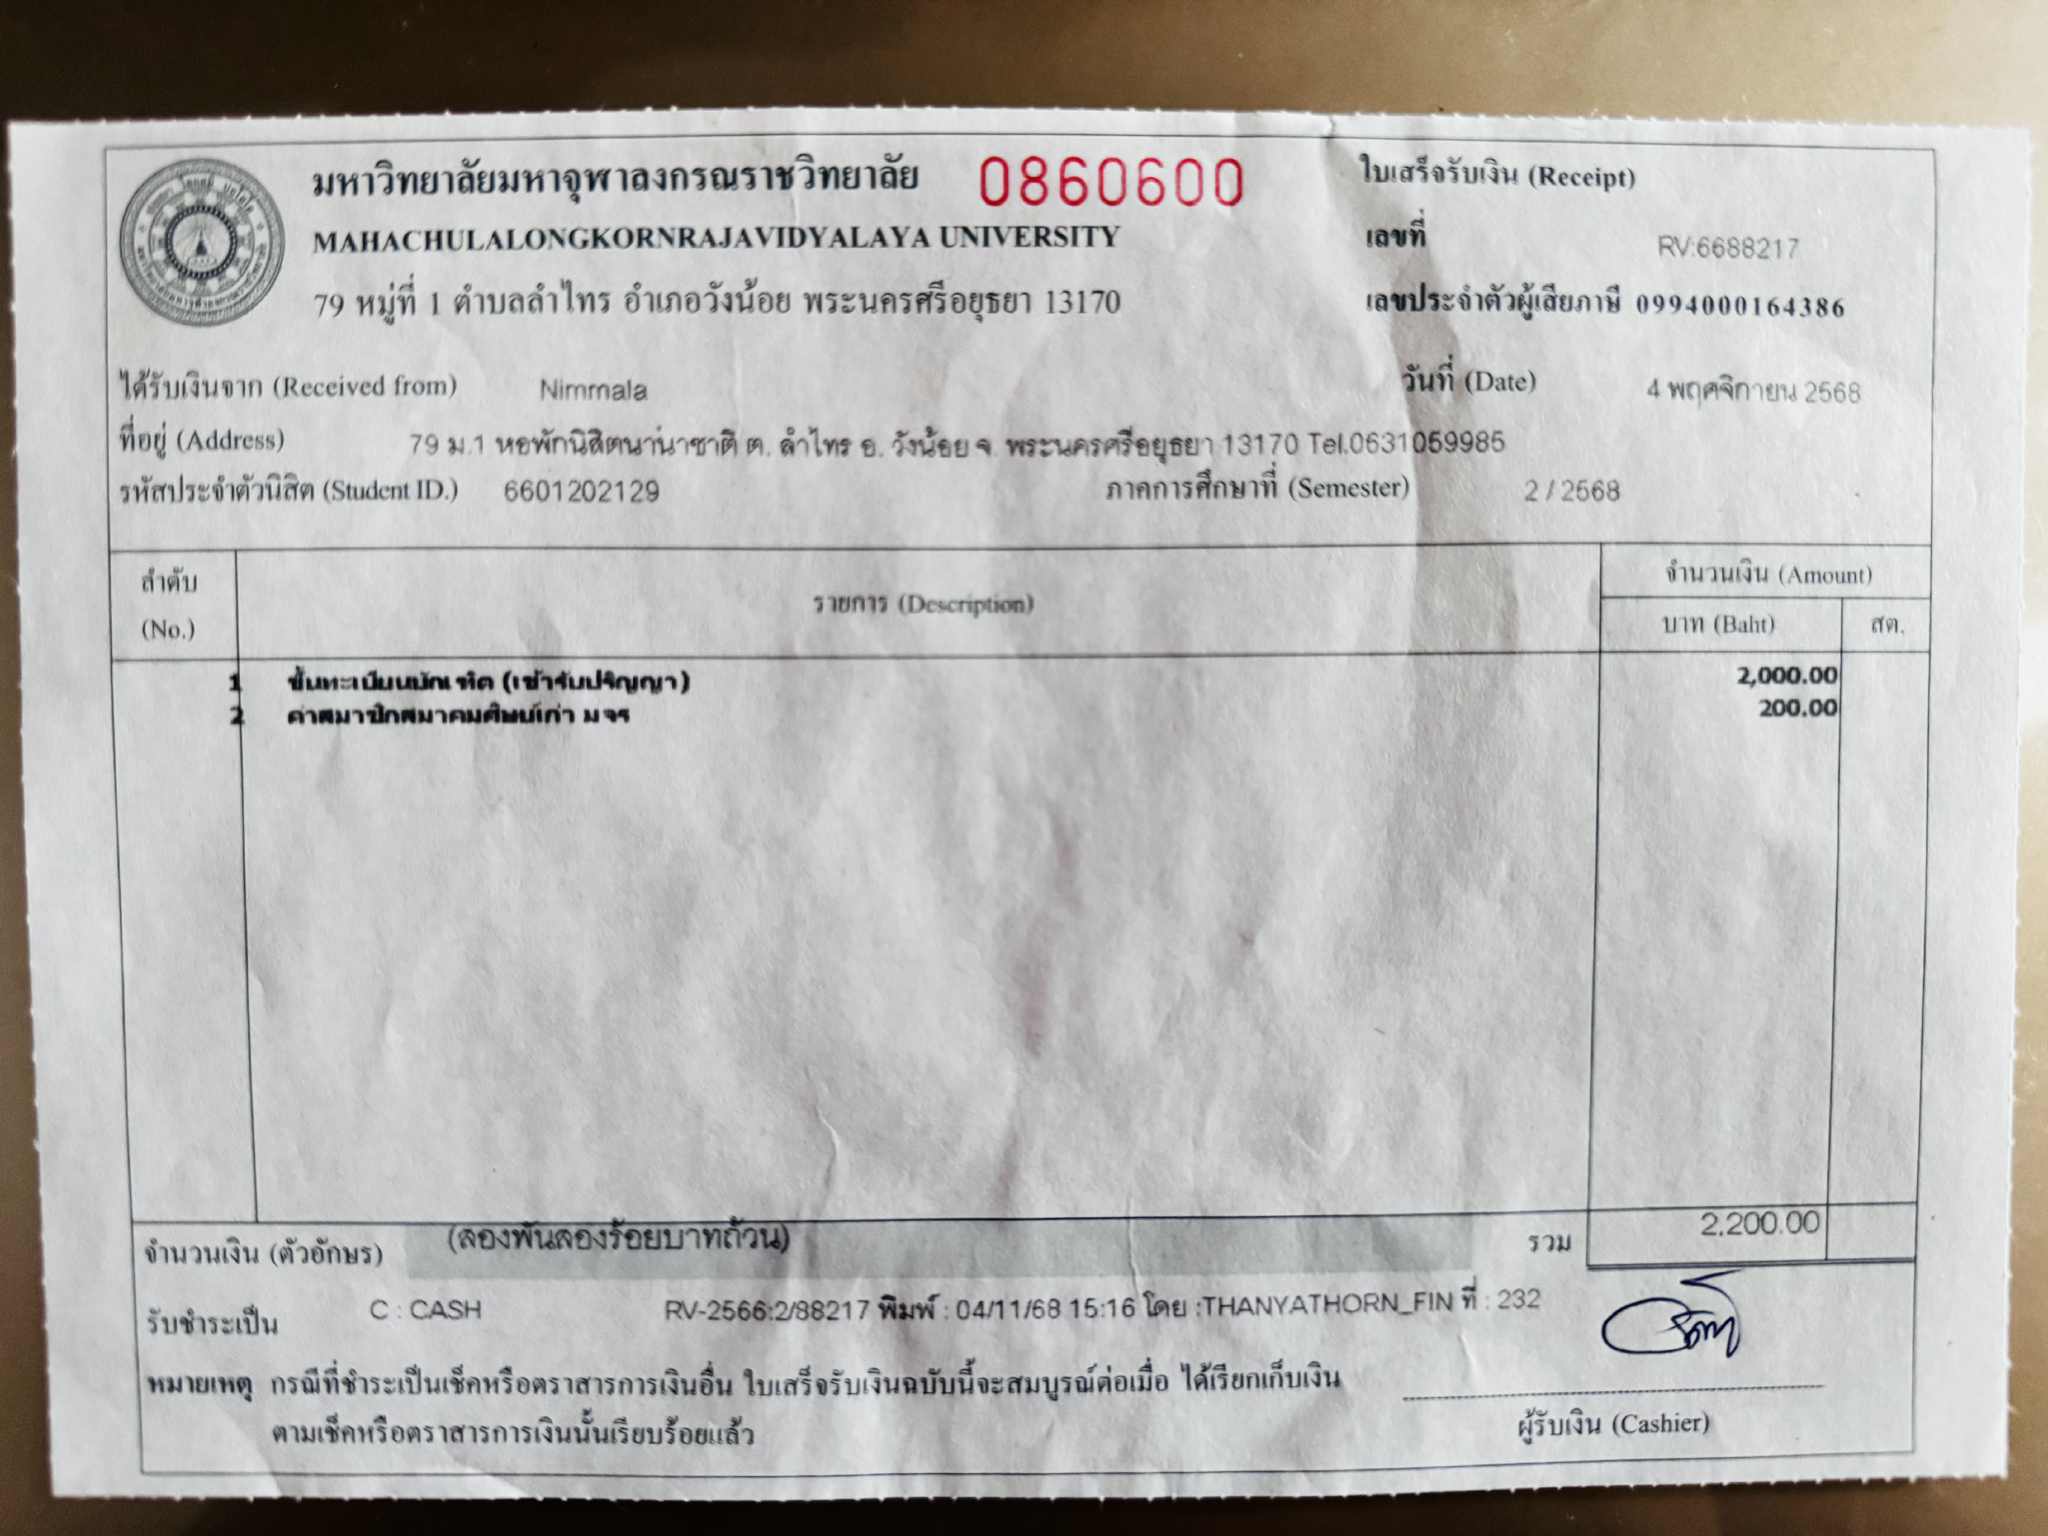 มหาวิทยาลัยมหาจุฬาลงกรณราชวิทยาลัย 0860600 ใบเสร็จรับเงิน (Receipt)
MAHACHULALONGKORNRAJAVIDYALAYA UNIVERSITY เลขที่ RV:6688217
79 หมู่ที่ 1 ตำบลลำไทร อำเภอวังน้อย พระนครศรีอยุธยา 13170 เลขประจำตัวผู้เสียภาษี 0994000164386
ได้รับเงินจาก (Received from) Nimmala วันที่ (Date) 4 พฤศจิกายน 2568
ที่อยู่ (Address) 79 ม.1 หอพักนิสิตนานาชาติ ต. ลำไทร อ. วังน้อย จ. พระนครศรีอยุธยา 13170 Tel.0631059985
รหัสประจำตัวนิสิต (Student ID.) 6601202129 ภาคการศึกษาที่ (Semester) 2 / 2568
ลำดับ (No.) รายการ (Description) จำนวนเงิน (Amount)
บาท (Baht) สต.
1 ขึ้นทะเบียนบัณฑิต (เข้ารับปริญญา) 2,000.00
2 ค่าสมาชิกสมาคมศิษย์เก่า มจร 200.00
จำนวนเงิน (ตัวอักษร) (สองพันสองร้อยบาทถ้วน) รวม 2,200.00
รับชำระเป็น C : CASH RV-2566:2/88217 พิมพ์ : 04/11/68 15:16 โดย :THANYATHORN_FIN ที่ : 232
หมายเหตุ กรณีที่ชำระเป็นเช็คหรือตราสารการเงินอื่น ใบเสร็จรับเงินฉบับนี้จะสมบูรณ์ต่อเมื่อ ได้เรียกเก็บเงิน
ตามเช็คหรือตราสารการเงินนั้นเรียบร้อยแล้ว
ผู้รับเงิน (Cashier)